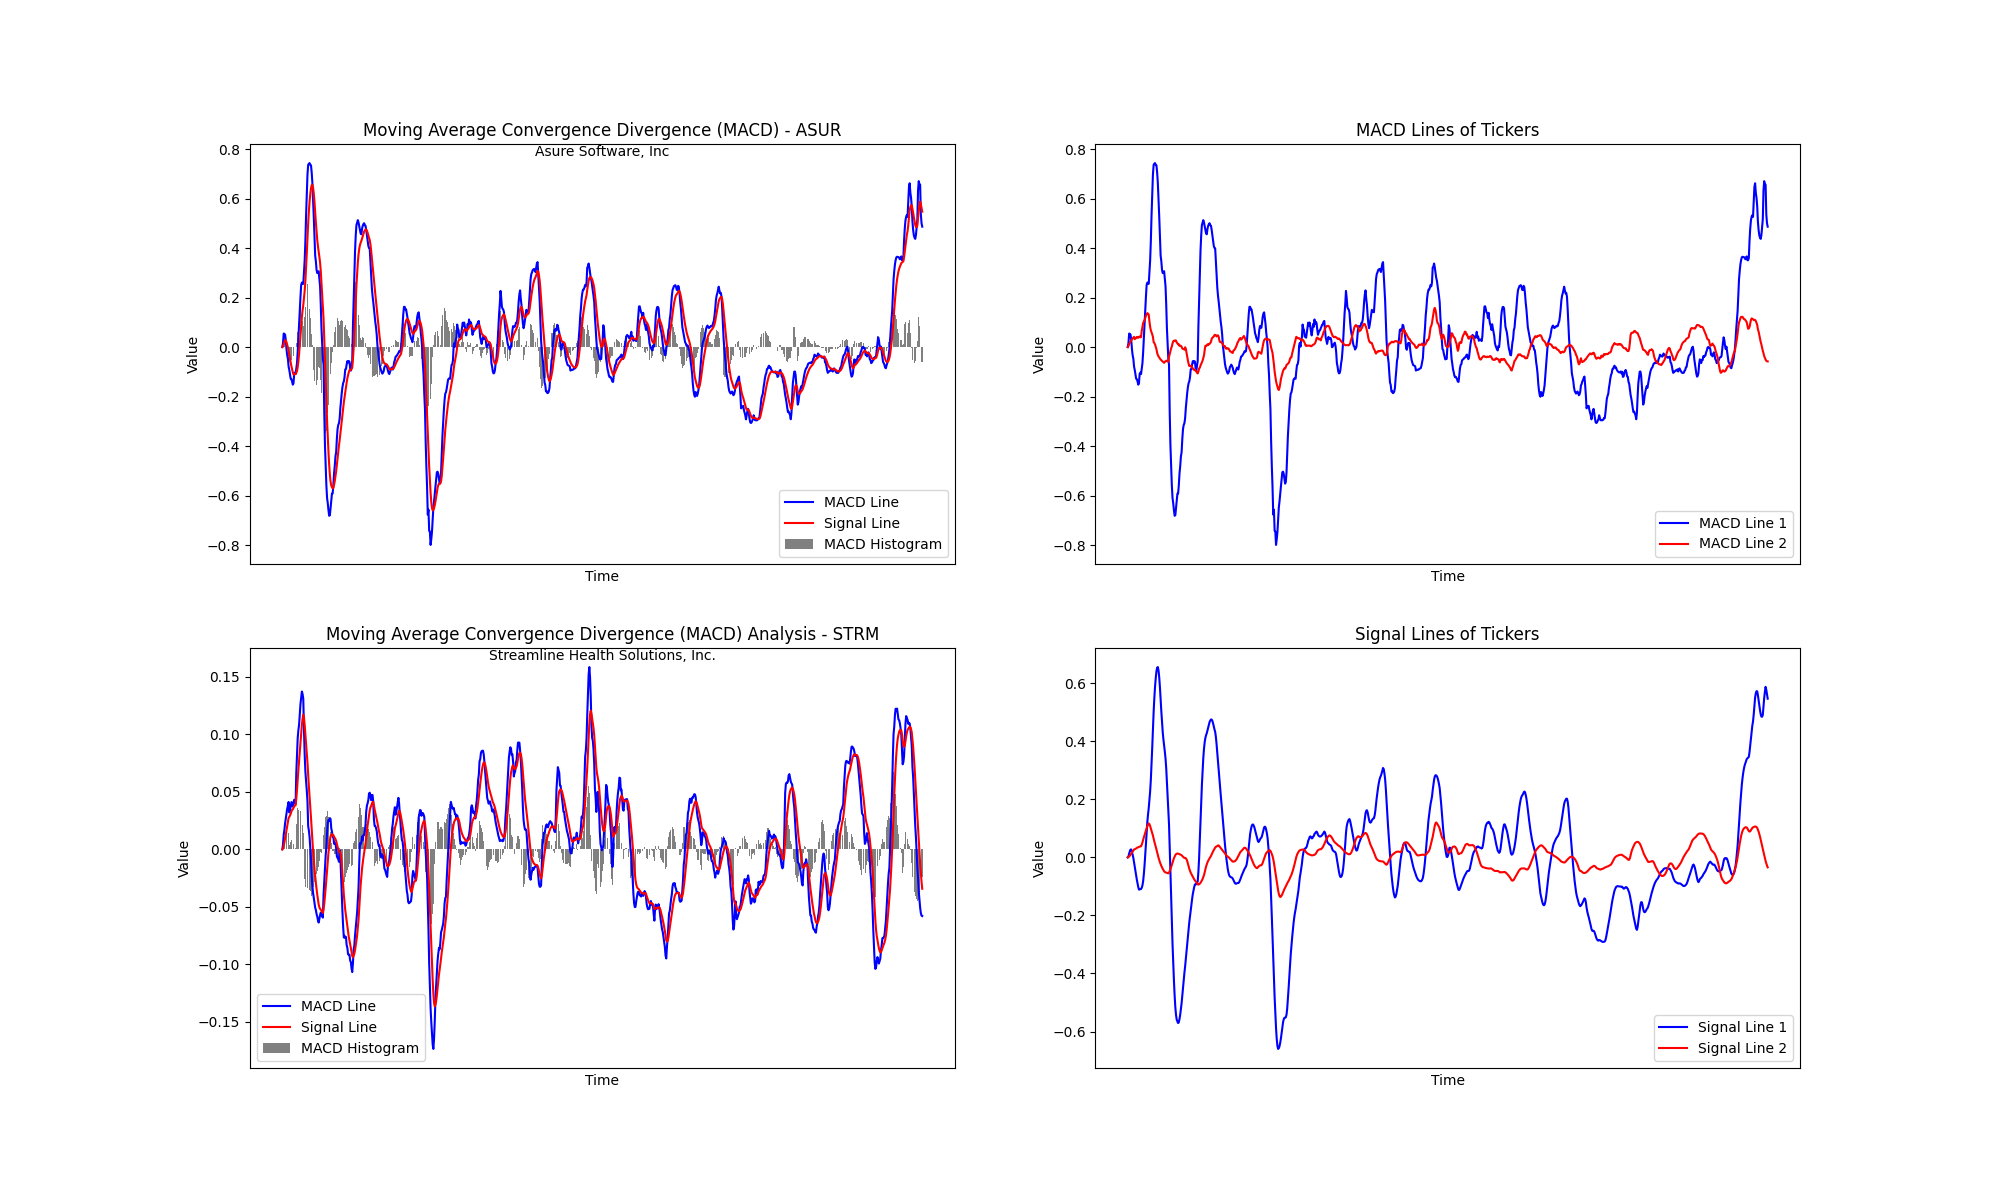 Moving Average Convergence Divergence (MACD) - ASUR
Asure Software, Inc
0.8
0.6
0.4
0.2
0.0
−0.2
−0.4
−0.6
−0.8
Value
Time
MACD Line
Signal Line
MACD Histogram
MACD Lines of Tickers
0.8
0.6
0.4
0.2
0.0
−0.2
−0.4
−0.6
−0.8
Value
Time
MACD Line 1
MACD Line 2
Moving Average Convergence Divergence (MACD) Analysis - STRM
Streamline Health Solutions, Inc.
0.15
0.10
0.05
0.00
−0.05
−0.10
−0.15
Value
Time
MACD Line
Signal Line
MACD Histogram
Signal Lines of Tickers
0.6
0.4
0.2
0.0
−0.2
−0.4
−0.6
Value
Time
Signal Line 1
Signal Line 2